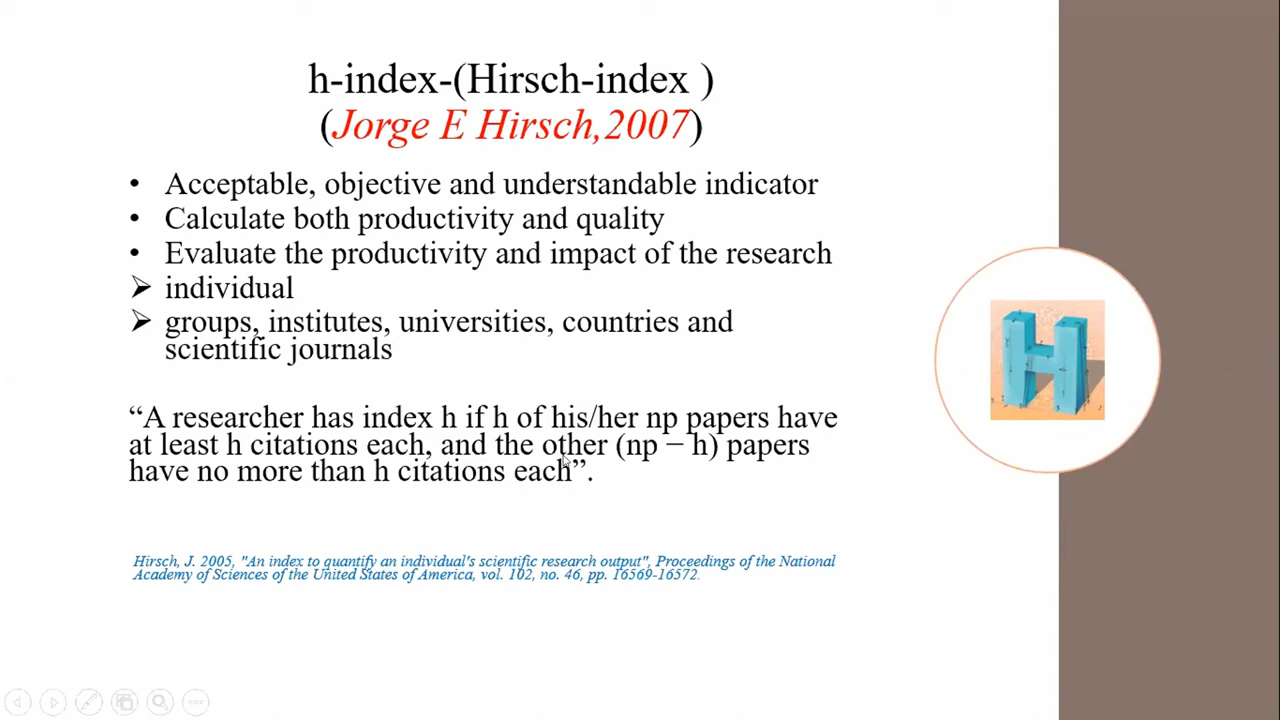 h-index-(Hirsch-index )
(Jorge E Hirsch,2007)
• Acceptable, objective and understandable indicator
• Calculate both productivity and quality
• Evaluate the productivity and impact of the research
➢ individual
➢ groups, institutes, universities, countries and
scientific journals
“A researcher has index h if h of his/her np papers have
at least h citations each, and the other (np − h) papers
have no more than h citations each”.
Hirsch, J. 2005, "An index to quantify an individual's scientific research output", Proceedings of the National
Academy of Sciences of the United States of America, vol. 102, no. 46, pp. 16569-16572.
H